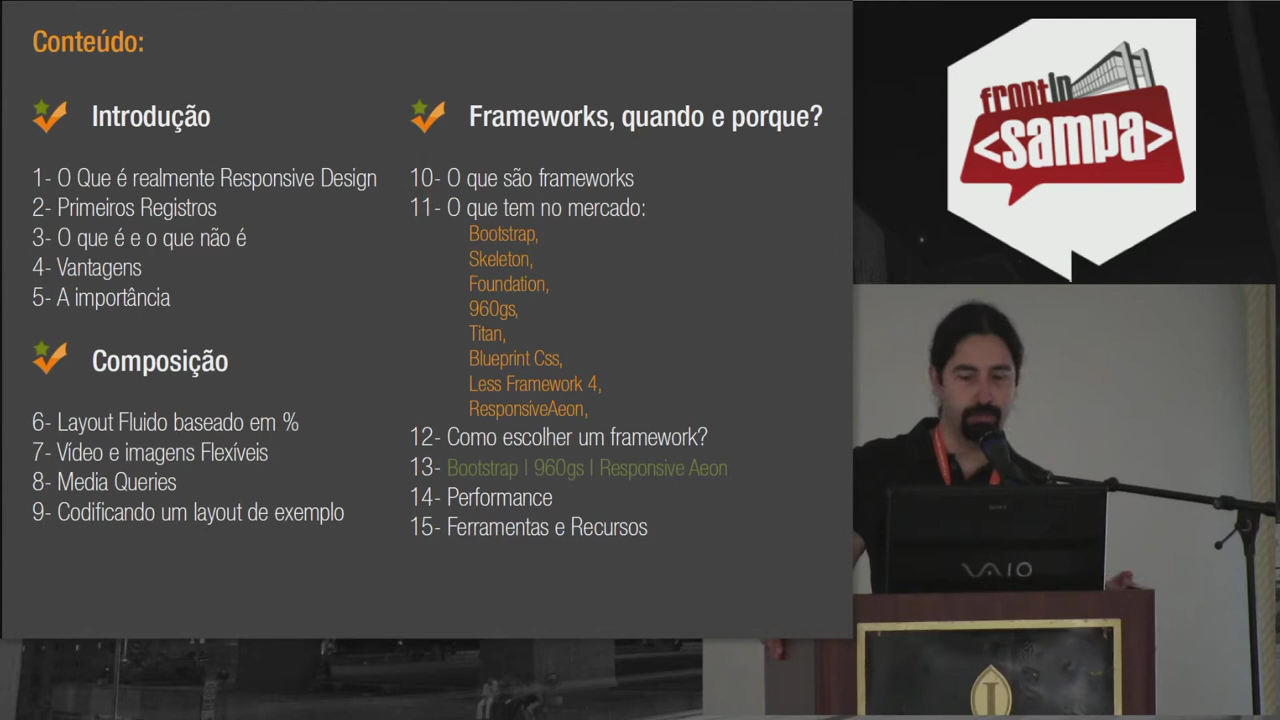 Conteúdo:
Introdução
1- O Que é realmente Responsive Design
2- Primeiros Registros
3- O que é e o que não é
4- Vantagens
5- A importância
Composição
6- Layout Fluido baseado em %
7- Vídeo e imagens Flexíveis
8- Media Queries
9- Codificando um layout de exemplo
Frameworks, quando e porque?
10- O que são frameworks
11- O que tem no mercado:
Bootstrap,
Skeleton,
Foundation,
960gs,
Titan,
Blueprint Css,
Less Framework 4,
ResponsiveAeon,
12- Como escolher um framework?
13- Bootstrap | 960gs | Responsive Aeon
14- Performance
15- Ferramentas e Recursos
frontin
<sampa>
SONY
VAIO
I